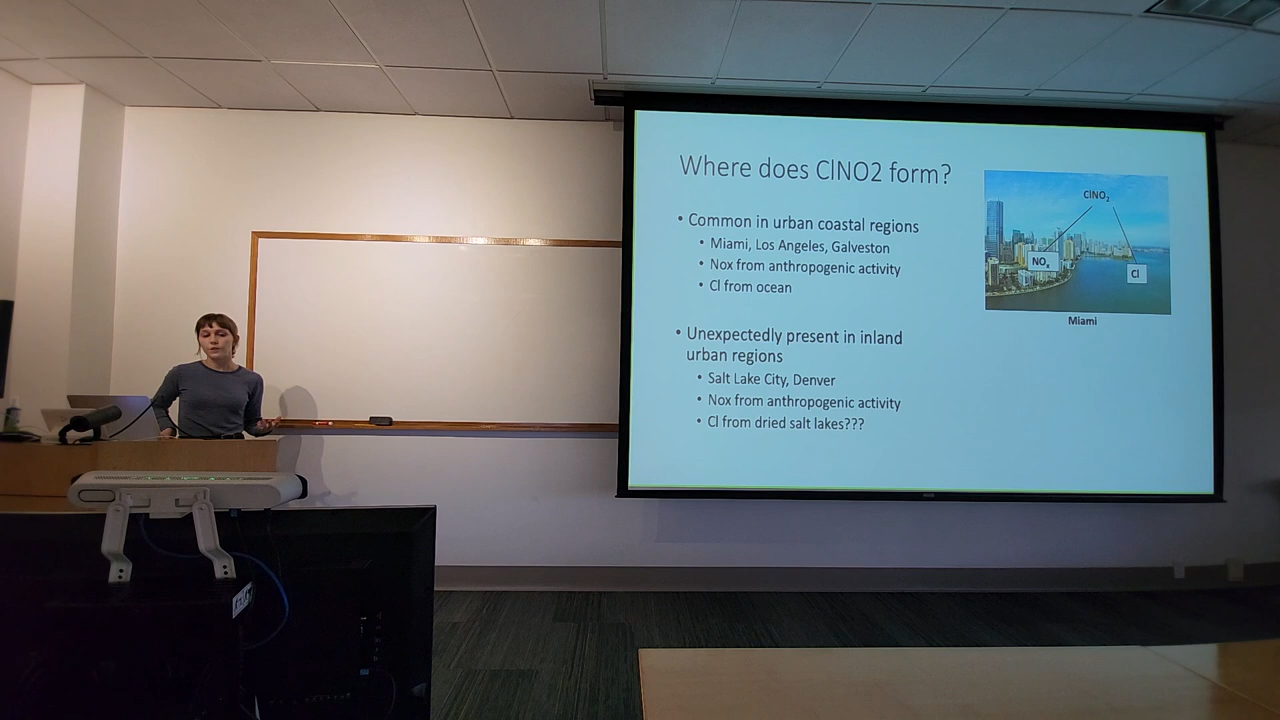 Where does ClNO2 form?
• Common in urban coastal regions
• Miami, Los Angeles, Galveston
• Nox from anthropogenic activity
• Cl from ocean
• Unexpectedly present in inland
urban regions
• Salt Lake City, Denver
• Nox from anthropogenic activity
• Cl from dried salt lakes???
ClNO₂
NOₓ
Cl
Miami